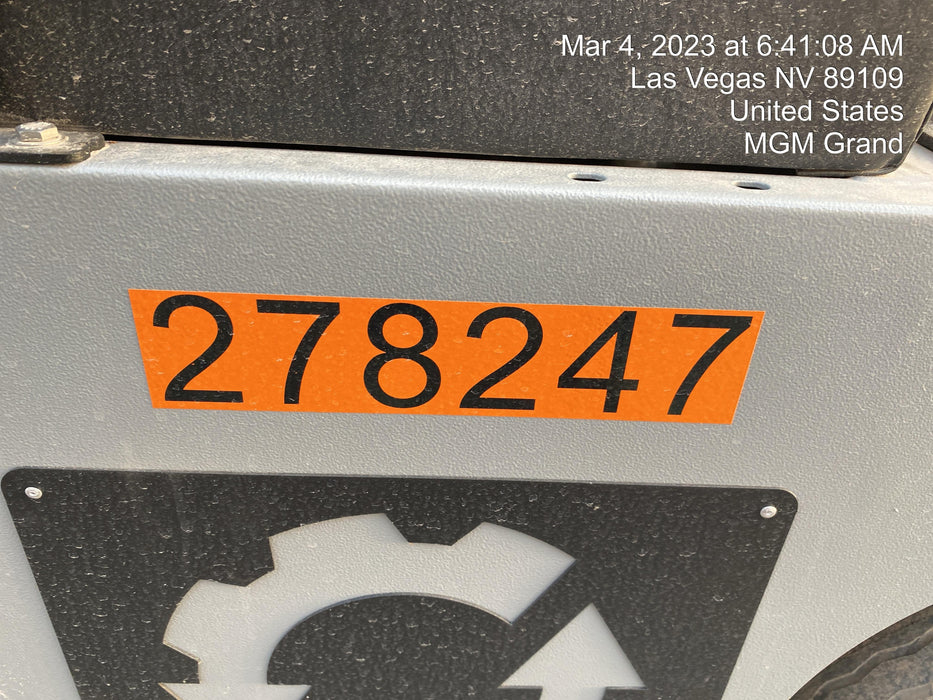 Mar 4, 2023 at 6:41:08 AM
Las Vegas NV 89109
United States
MGM Grand
278247